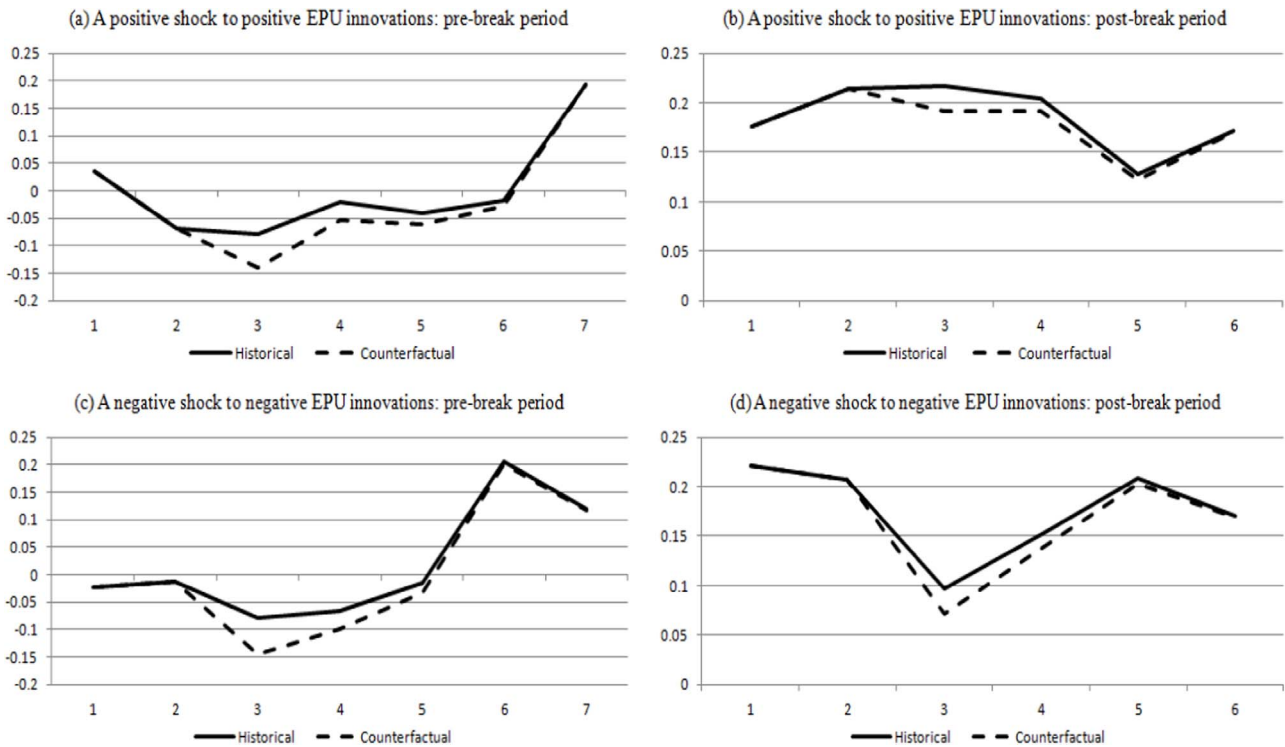 (a) A positive shock to positive EPU innovations: pre-break period
0.25
0.2
0.15
0.1
0.05
0
-0.05
-0.1
-0.15
-0.2
1 2 3 4 5 6 7
Historical Counterfactual
(b) A positive shock to positive EPU innovations: post-break period
0.25
0.2
0.15
0.1
0.05
0
1 2 3 4 5 6
Historical Counterfactual
(c) A negative shock to negative EPU innovations: pre-break period
0.25
0.2
0.15
0.1
0.05
0
-0.05
-0.1
-0.15
-0.2
1 2 3 4 5 6 7
Historical Counterfactual
(d) A negative shock to negative EPU innovations: post-break period
0.25
0.2
0.15
0.1
0.05
0
1 2 3 4 5 6
Historical Counterfactual